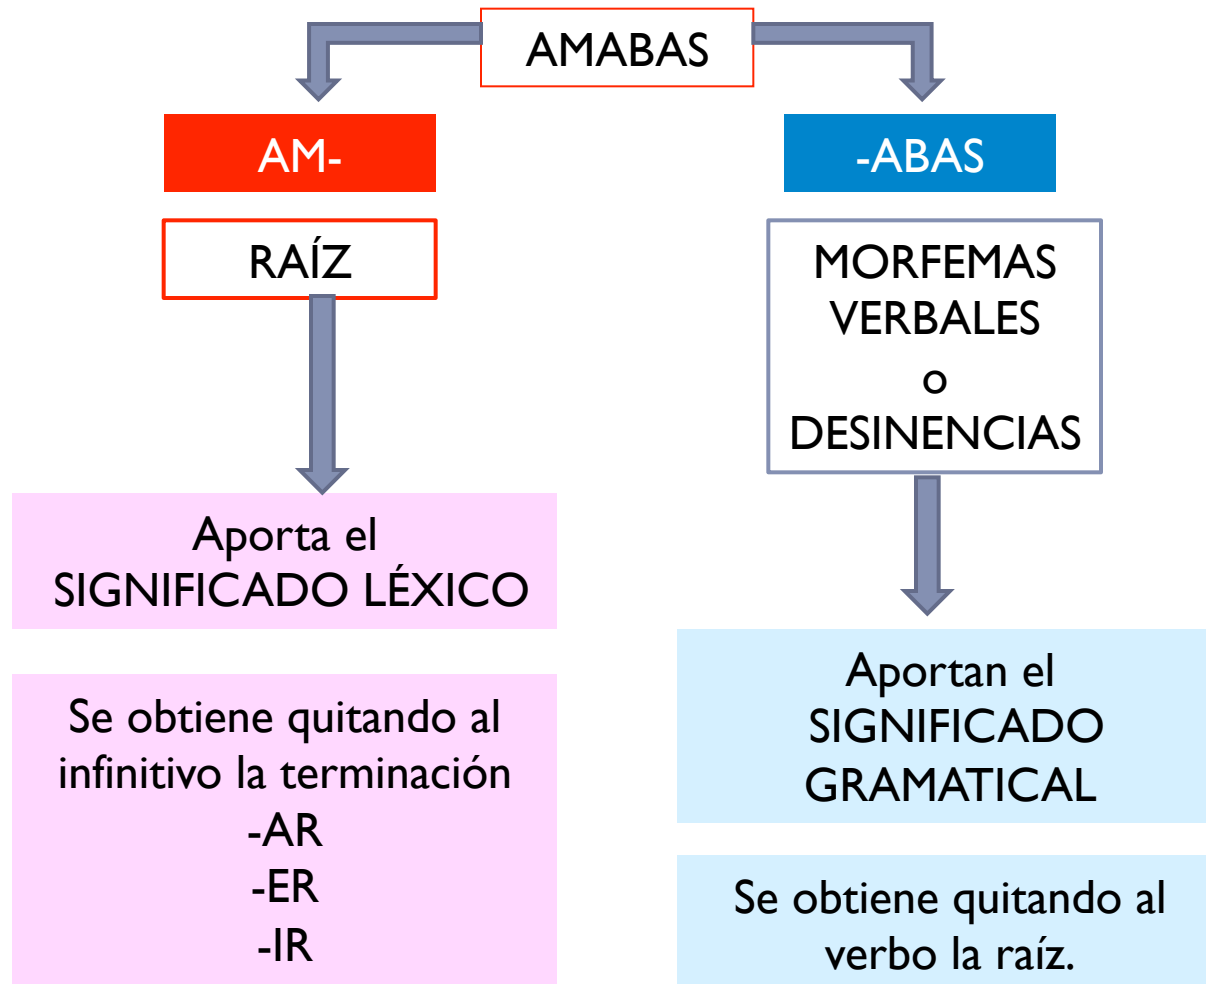 AMABAS
AM-
RAÍZ
Aporta el
SIGNIFICADO LÉXICO
Se obtiene quitando al
infinitivo la terminación
-AR
-ER
-IR
-ABAS
MORFEMAS
VERBALES
o
DESINENCIAS
Aportan el
SIGNIFICADO
GRAMATICAL
Se obtiene quitando al
verbo la raíz.